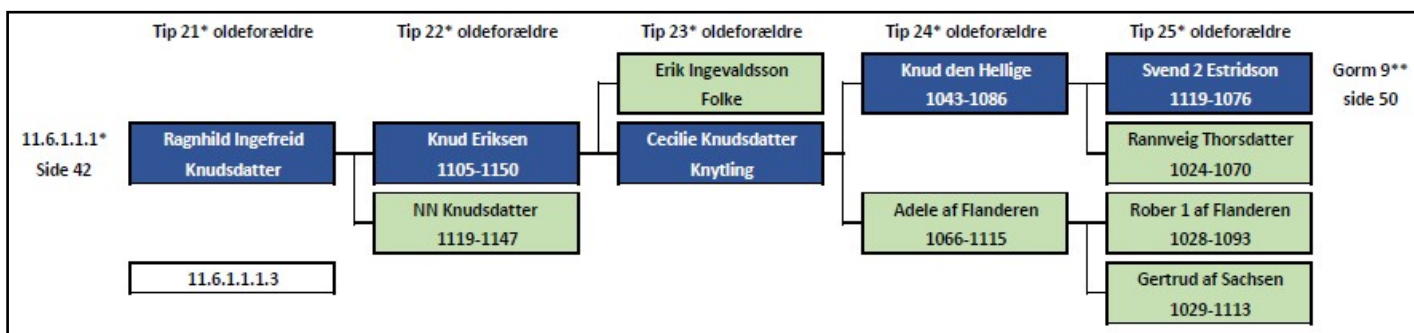 Tip 21* oldeforældre
Tip 22* oldeforældre
Tip 23* oldeforældre
Tip 24* oldeforældre
Tip 25* oldeforældre
Erik Ingevaldsson
Folke
Knud den Hellige
1043-1086
Svend 2 Estridson
1119-1076
Gorm 9**
side 50
11.6.1.1.1*
Side 42
Ragnhild Ingefreid
Knudsdatter
Knud Eriksen
1105-1150
Cecilie Knudsdatter
Knytling
Rannveig Thorsdatter
1024-1070
NN Knudsdatter
1119-1147
Adele af Flanderen
1066-1115
Rober 1 af Flanderen
1028-1093
11.6.1.1.1.3
Gertrud af Sachsen
1029-1113